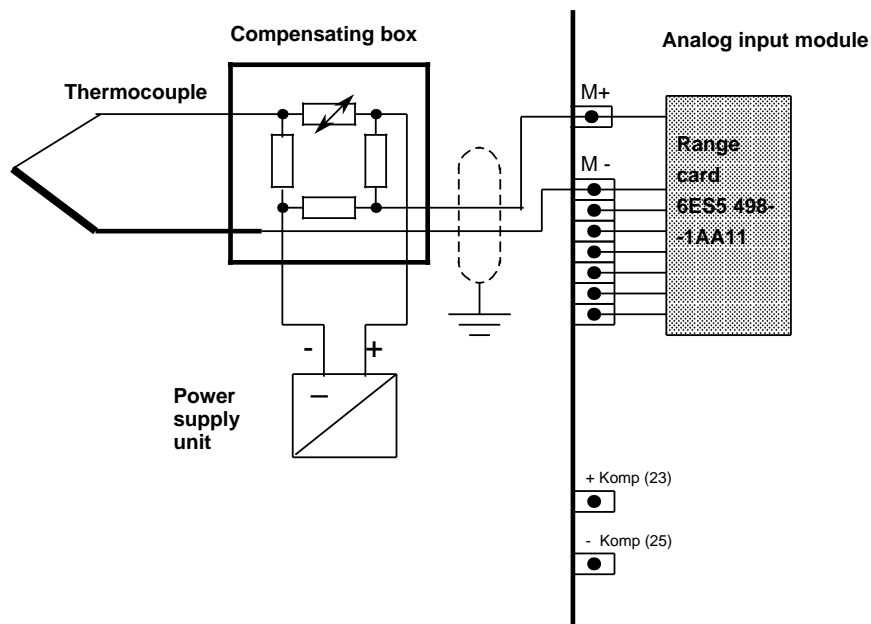 Compensating box
Analog input module
Thermocouple
M+
Range
card
6ES5 498-
-1AA11
M -
- +
Power
supply
unit
+ Komp (23)
- Komp (25)